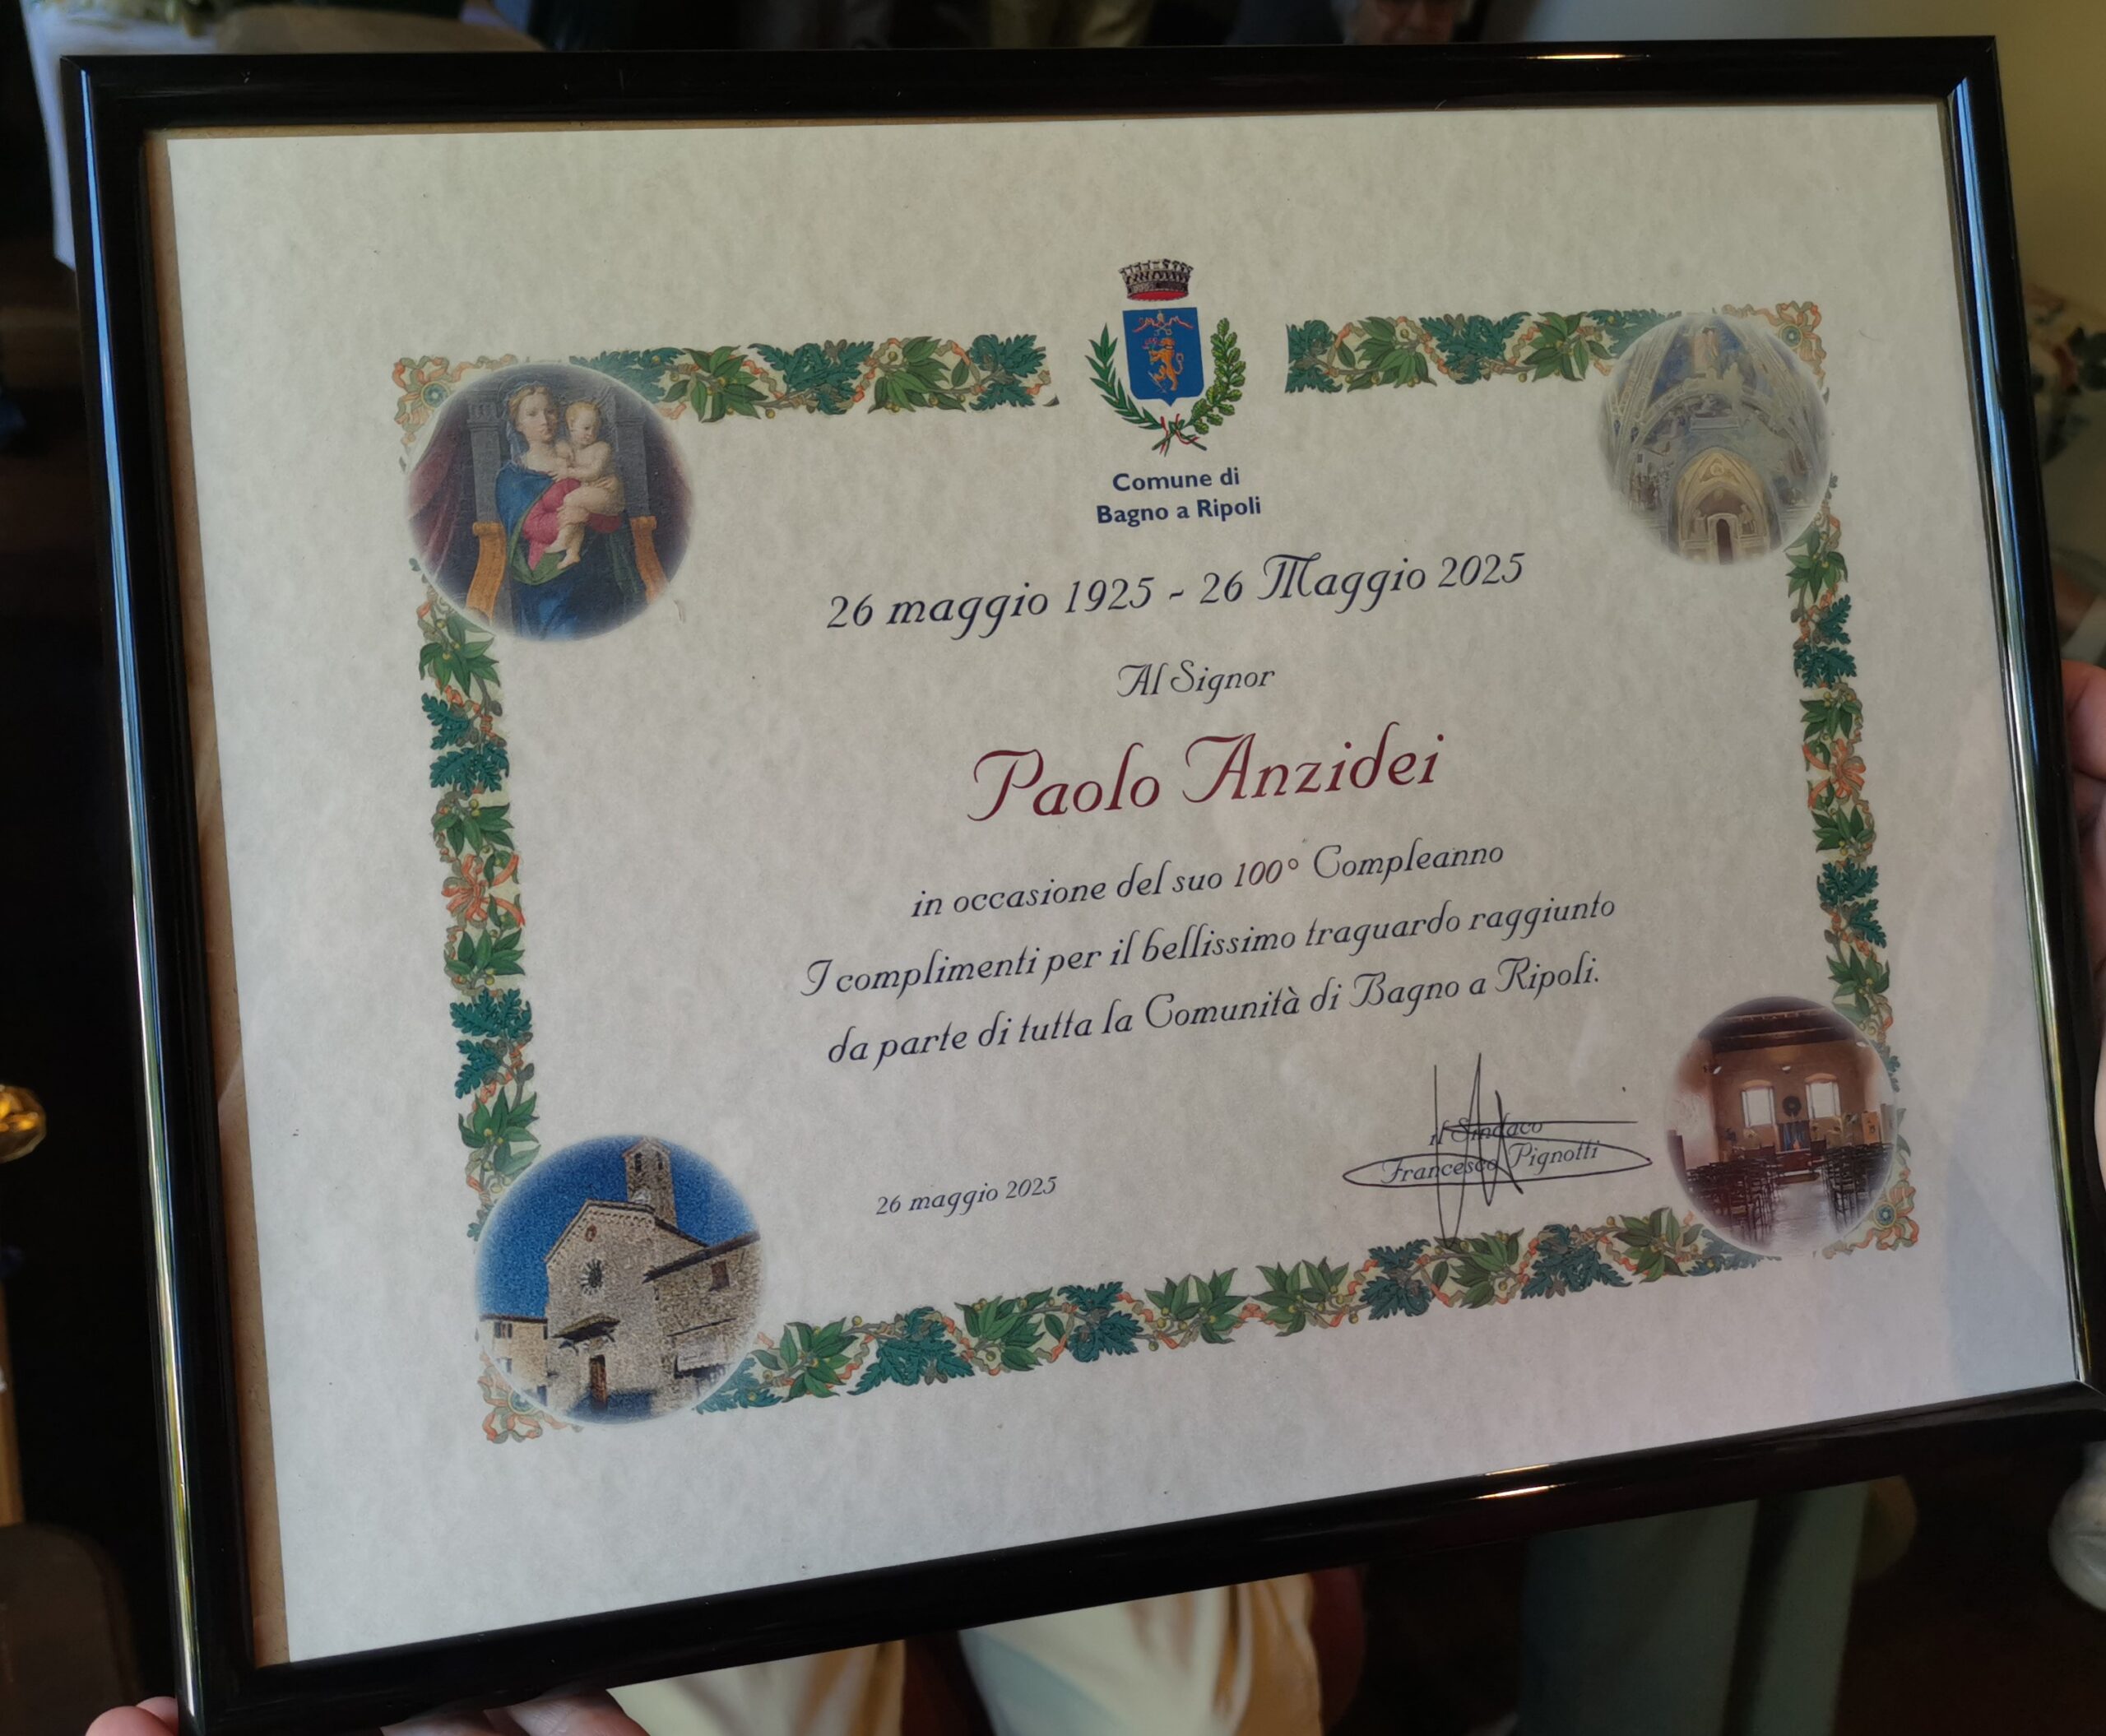 Comune di
Bagno a Ripoli
26 maggio 1925 - 26 Maggio 2025
Al Signor
Paolo Anzidei
in occasione del suo 100° Compleanno
I complimenti per il bellissimo traguardo raggiunto
da parte di tutta la Comunità di Bagno a Ripoli.
il Sindaco
Francesco Pignotti
26 maggio 2025